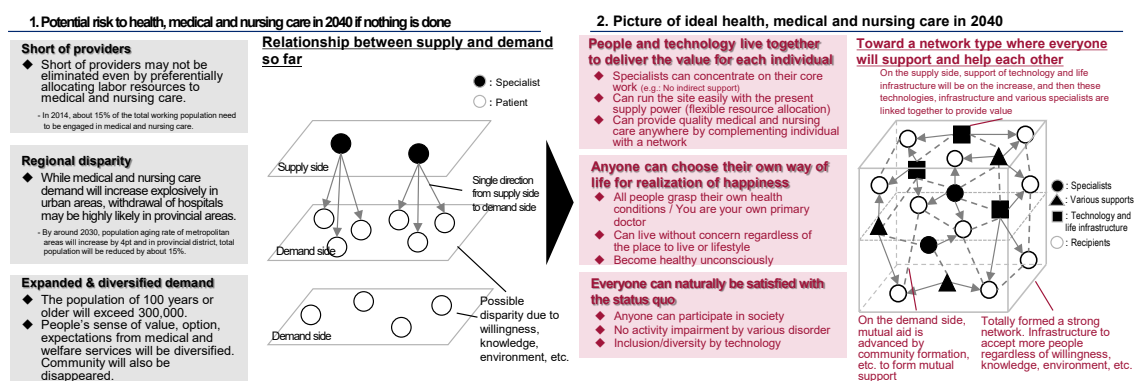 1. Potential risk to health, medical and nursing care in 2040 if nothing is done
Short of providers
◆ Short of providers may not be
eliminated even by preferentially
allocating labor resources to
medical and nursing care.
- In 2014, about 15% of the total working population need
to be engaged in medical and nursing care.
Regional disparity
◆ While medical and nursing care
demand will increase explosively in
urban areas, withdrawal of hospitals
may be highly likely in provincial areas.
- By around 2030, population aging rate of metropolitan
areas will increase by 4pt and in provincial district, total
population will be reduced by about 15%.
Expanded & diversified demand
◆ The population of 100 years or
older will exceed 300,000.
◆ People's sense of value, option,
expectations from medical and
welfare services will be diversified.
Community will also be
disappeared.
Relationship between supply and demand
so far
: Specialist
: Patient
Supply side
Single direction
from supply side
to demand side
Demand side
Demand side
Possible
disparity due to
willingness,
knowledge,
environment, etc.
2. Picture of ideal health, medical and nursing care in 2040
People and technology live together
to deliver the value for each individual
◆ Specialists can concentrate on their core
work (e.g.: No indirect support)
◆ Can run the site easily with the present
supply power (flexible resource allocation)
◆ Can provide quality medical and nursing
care anywhere by complementing individual
with a network
Anyone can choose their own way of
life for realization of happiness
◆ All people grasp their own health
conditions / You are your own primary
doctor
◆ Can live without concern regardless of
the place to live or lifestyle
◆ Become healthy unconsciously
Everyone can naturally be satisfied with
the status quo
◆ Anyone can participate in society
◆ No activity impairment by various disorder
◆ Inclusion/diversity by technology
Toward a network type where everyone
will support and help each other
On the supply side, support of technology and life
infrastructure will be on the increase, and then these
technologies, infrastructure and various specialists are
linked together to provide value
: Specialists
: Various supports
: Technology and
life infrastructure
: Recipients
On the demand side,
mutual aid is
advanced by
community formation,
etc. to form mutual
support
Totally formed a strong
network. Infrastructure to
accept more people
regardless of willingness,
knowledge, environment, etc.